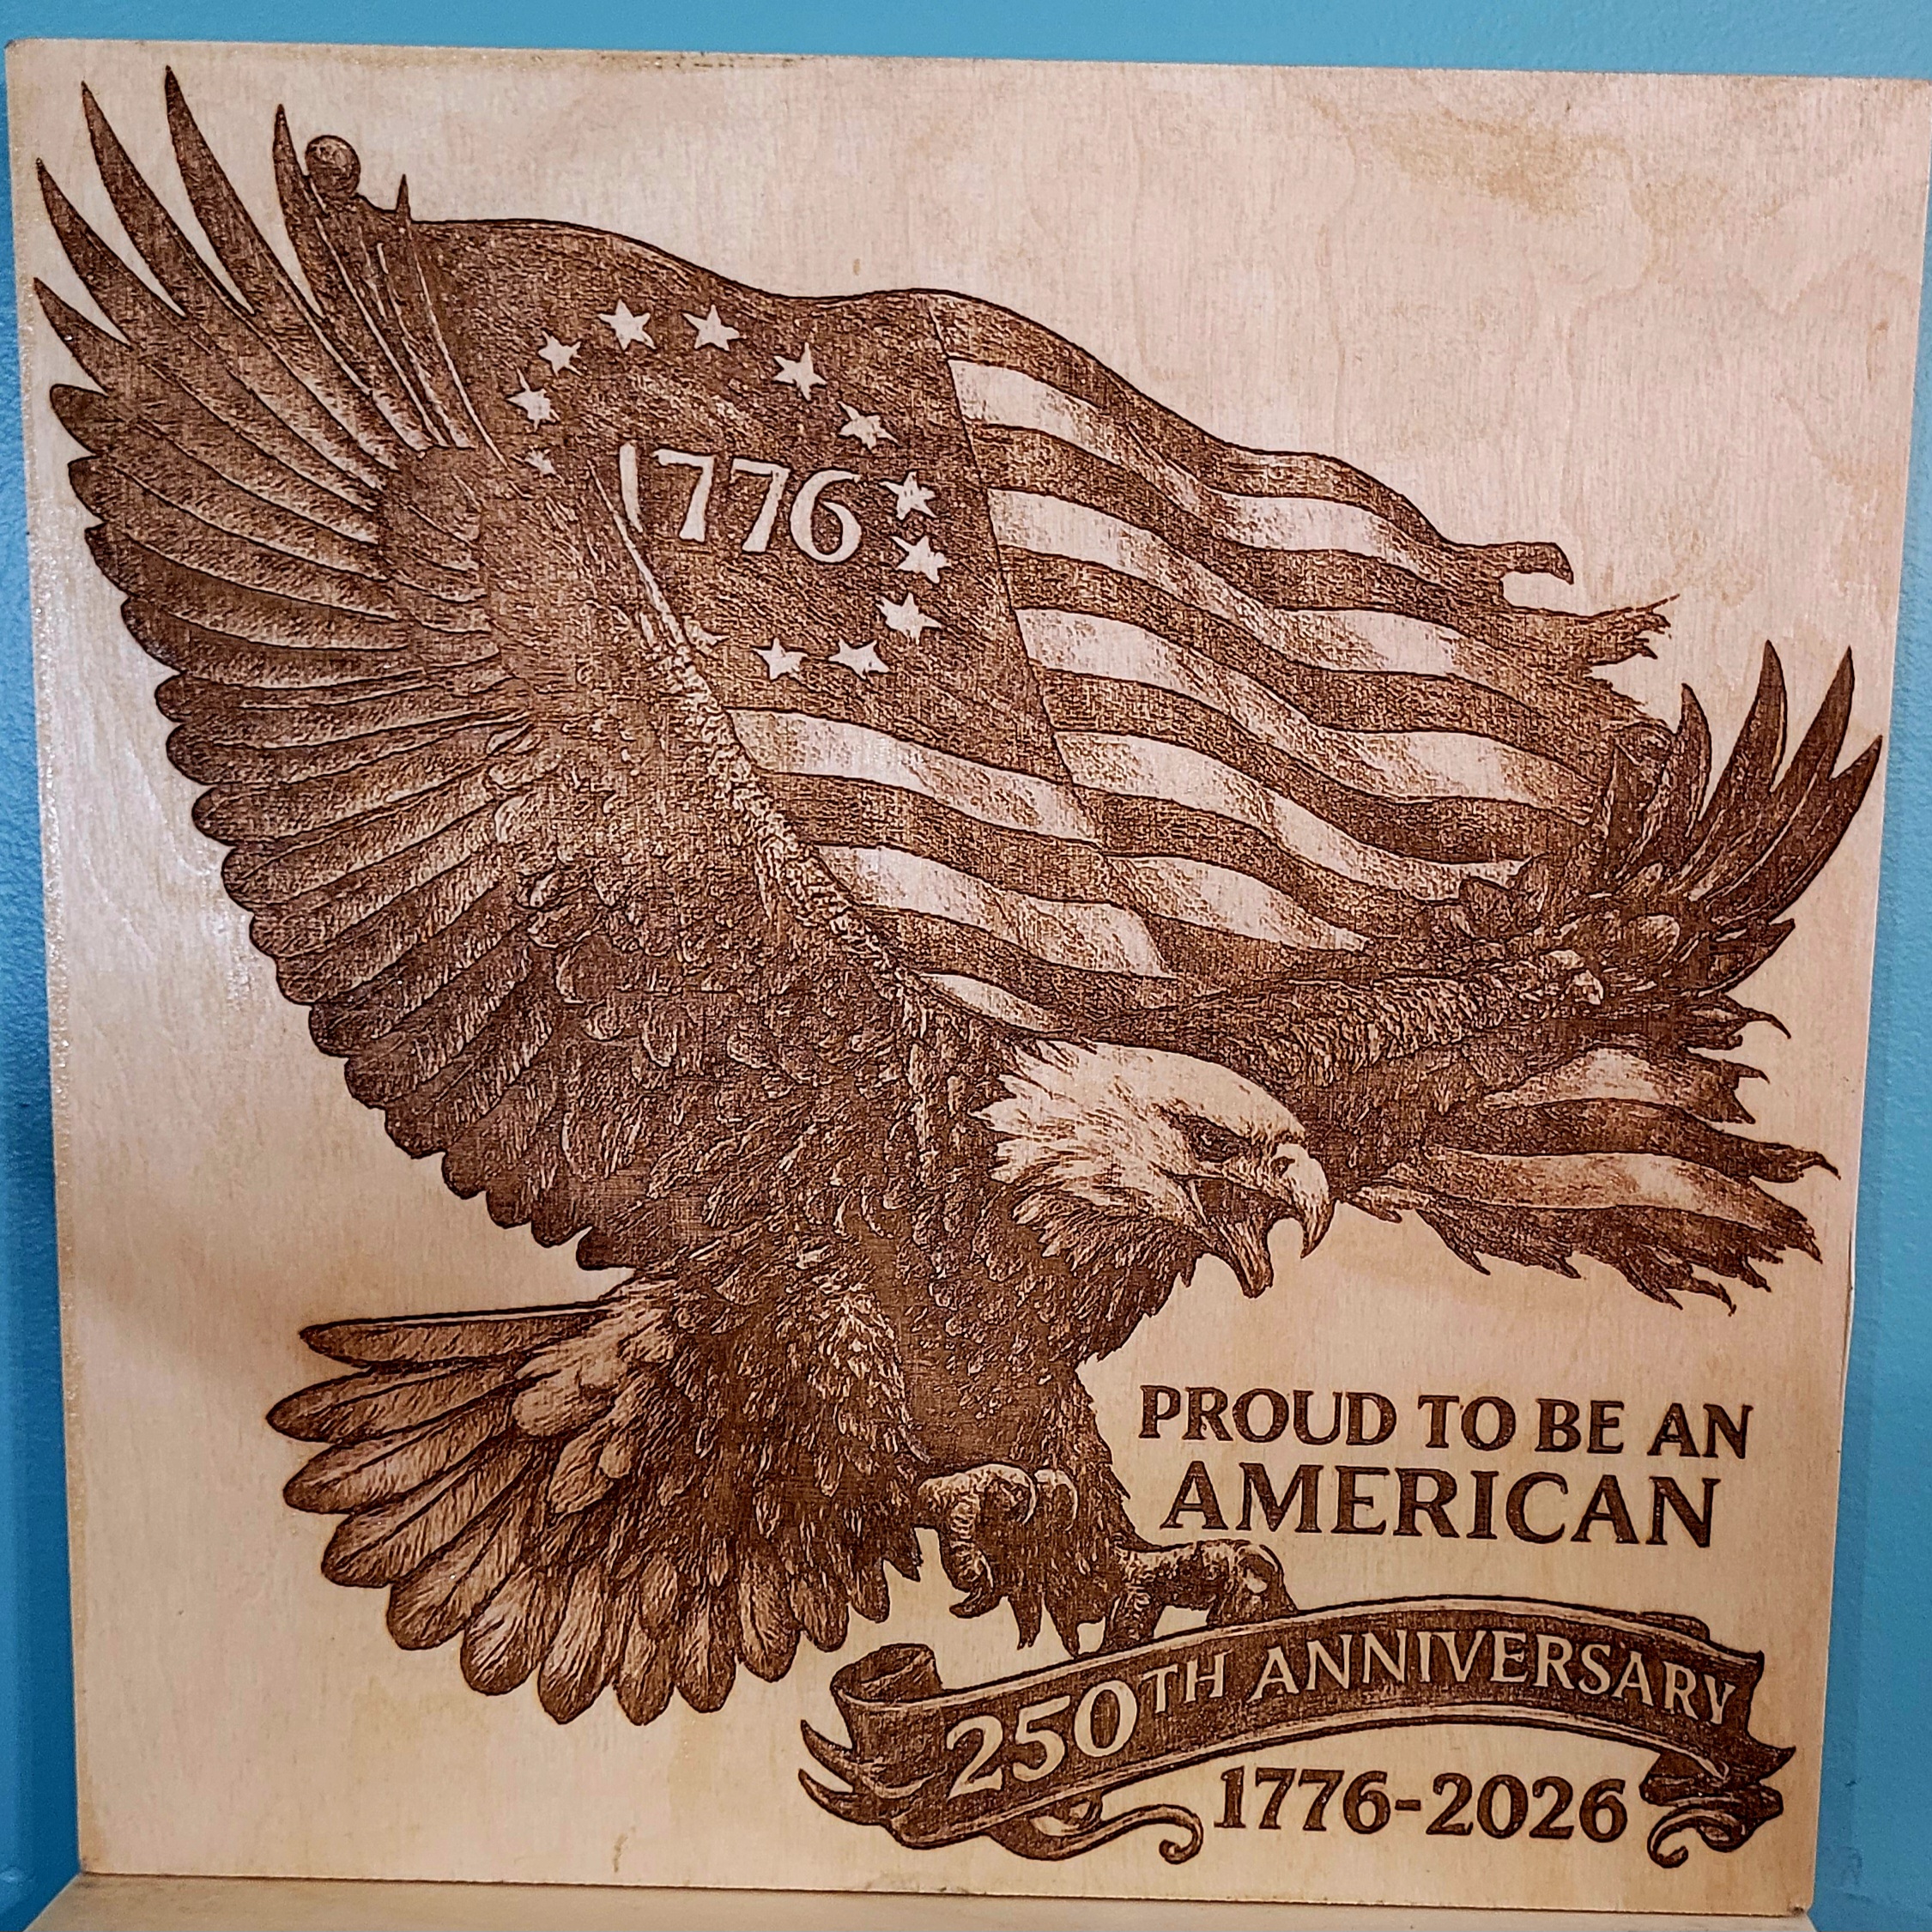 1776
PROUD TO BE AN
AMERICAN
250TH ANNIVERSARY
1776-2026